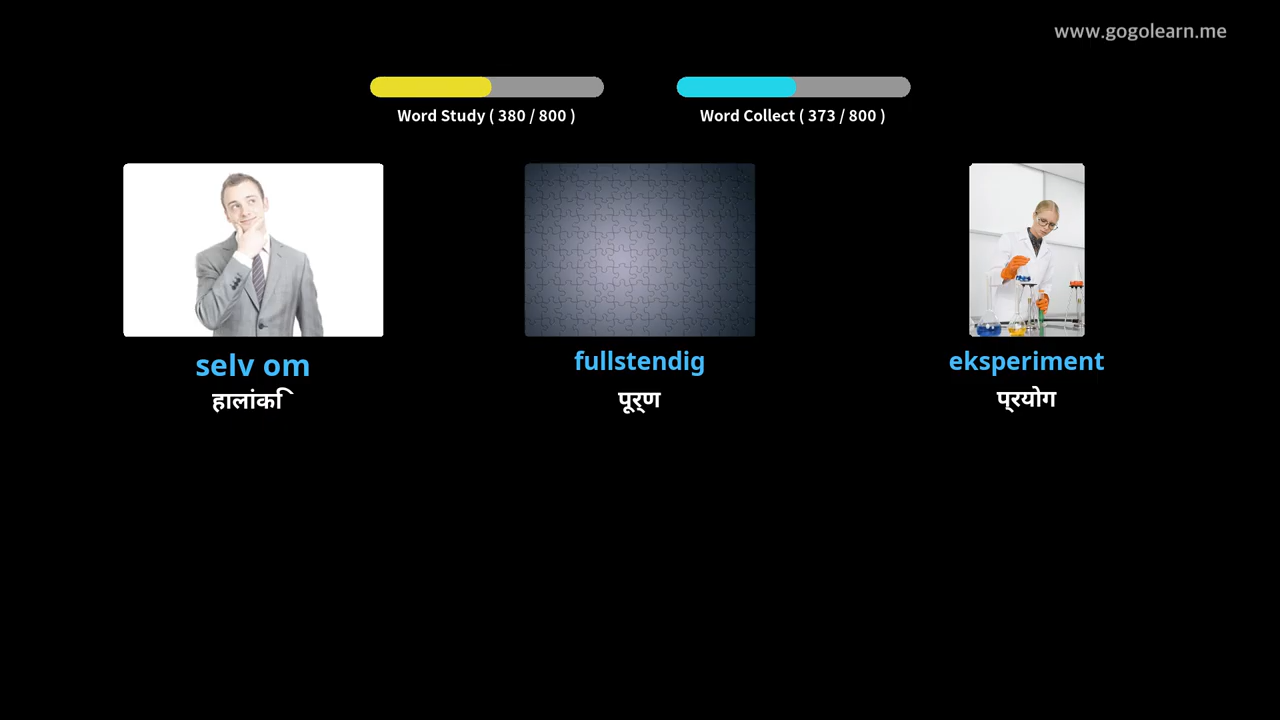 www.gogolearn.me
Word Study ( 380 / 800 )
Word Collect ( 373 / 800 )
selv om
हालांकि
fullstendig
पूर्ण
eksperiment
प्रयोग